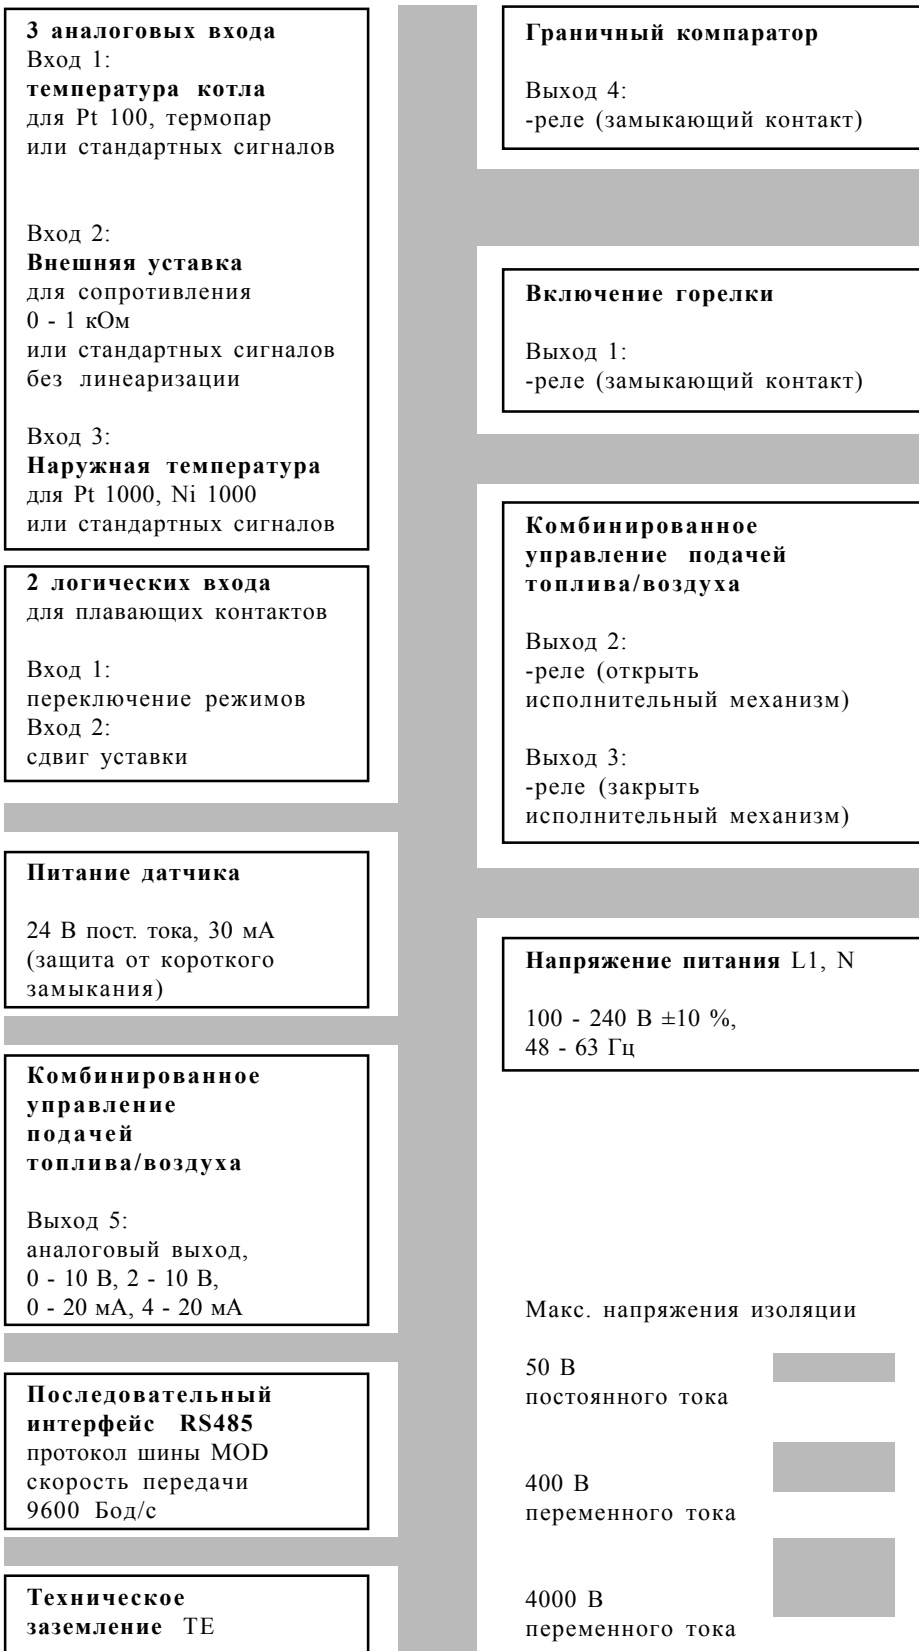 3 аналоговых входа
Вход 1:
температура котла
для Pt 100, термопар
или стандартных сигналов
Вход 2:
Внешняя уставка
для сопротивления
0 - 1 кОм
или стандартных сигналов
без линеаризации
Вход 3:
Наружная температура
для Pt 1000, Ni 1000
или стандартных сигналов
2 логических входа
для плавающих контактов
Вход 1:
переключение режимов
Вход 2:
сдвиг уставки
Питание датчика
24 В пост. тока, 30 мА
(защита от короткого
замыкания)
Комбинированное
управление
подачей
топлива/воздуха
Выход 5:
аналоговый выход,
0 - 10 В, 2 - 10 В,
0 - 20 мА, 4 - 20 мА
Последовательный
интерфейс RS485
протокол шины MOD
скорость передачи
9600 Бод/с
Техническое
заземление TE
Граничный компаратор
Выход 4:
-реле (замыкающий контакт)
Включение горелки
Выход 1:
-реле (замыкающий контакт)
Комбинированное
управление подачей
топлива/воздуха
Выход 2:
-реле (открыть
исполнительный механизм)
Выход 3:
-реле (закрыть
исполнительный механизм)
Напряжение питания L1, N
100 - 240 В ±10 %,
48 - 63 Гц
Макс. напряжения изоляции
50 В
постоянного тока
400 В
переменного тока
4000 В
переменного тока